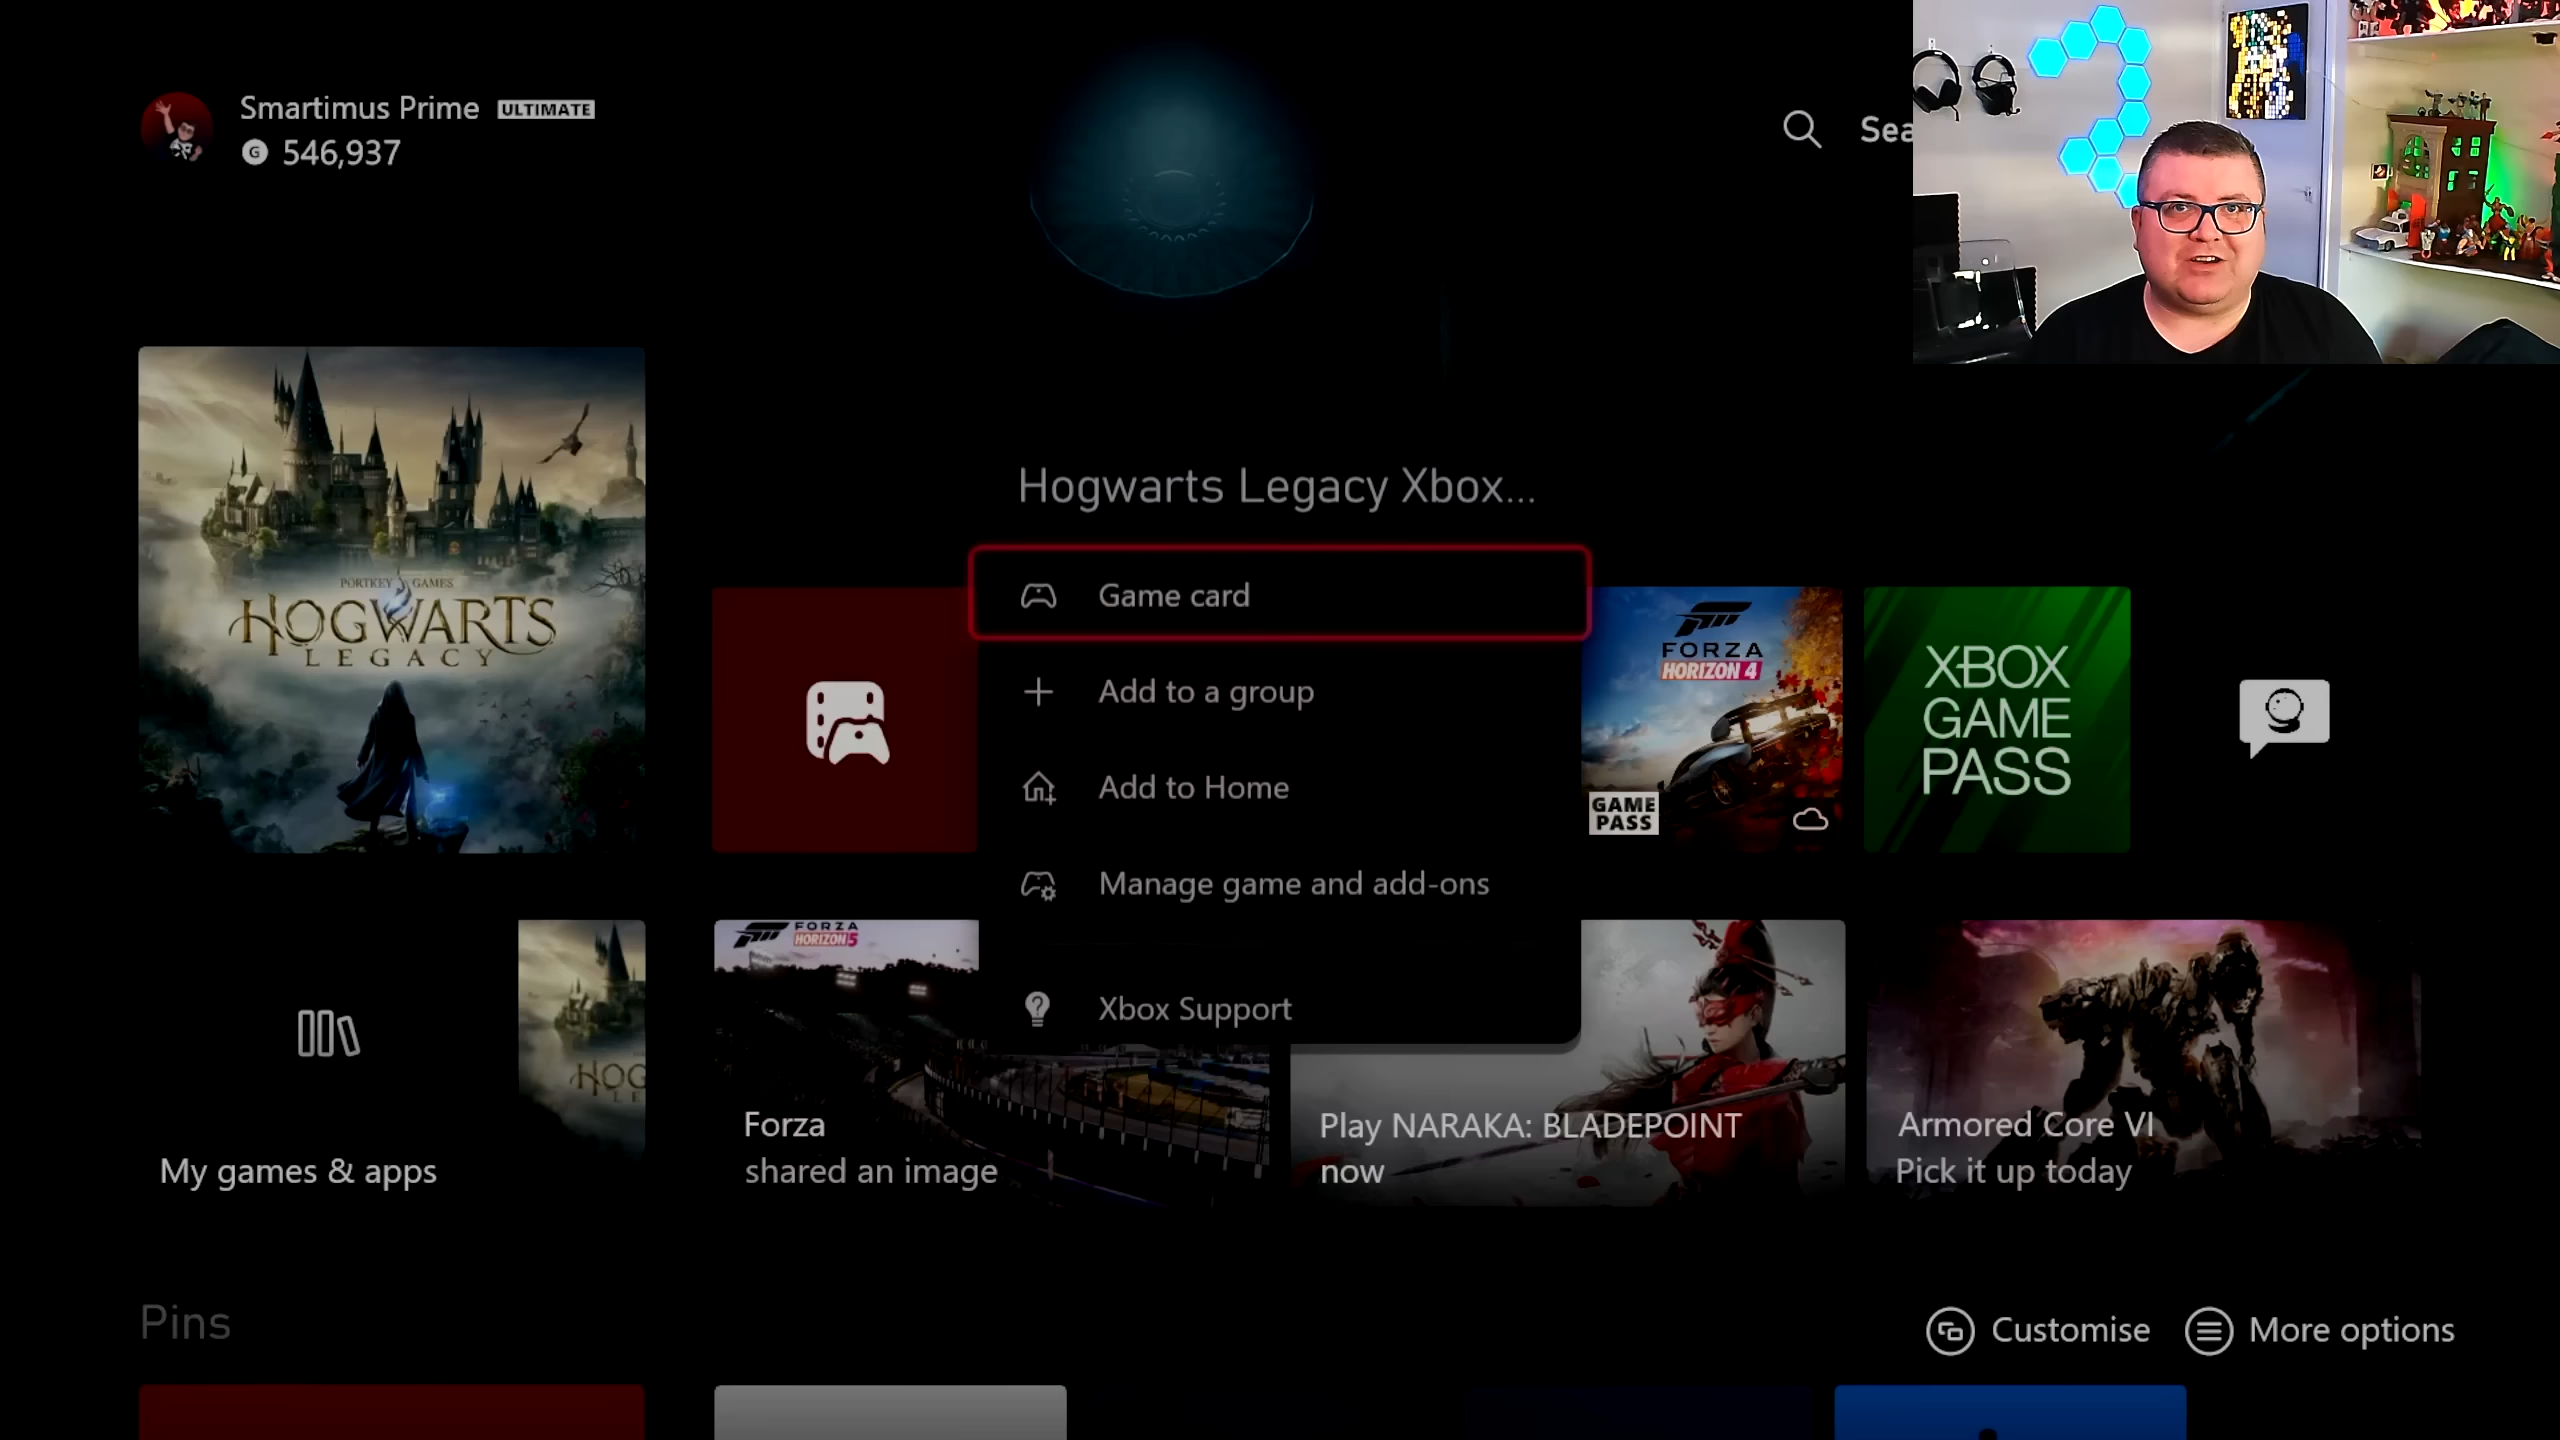 Smartimus Prime ULTIMATE
G 546,937
Sea
PORTKEY GAMES
HOGWARTS
LEGACY
Hogwarts Legacy Xbox...
Game card
Add to a group
Add to Home
Manage game and add-ons
Xbox Support
FORZA
HORIZON 4
GAME
PASS
XBOX
GAME
PASS
My games & apps
HOG
LE
FORZA
HORIZON 5
Forza
shared an image
Play NARAKA: BLADEPOINT
now
Armored Core VI
Pick it up today
Pins
Customise
More options